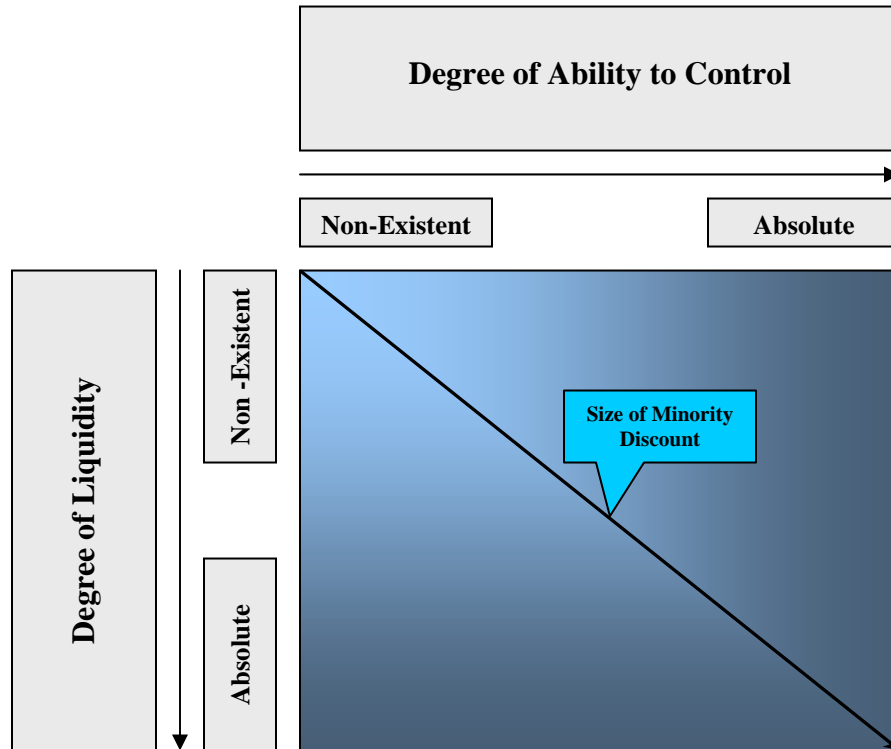 Degree of Ability to Control
Non-Existent
Absolute
Degree of Liquidity
Non -Existent
Absolute
Size of Minority
Discount